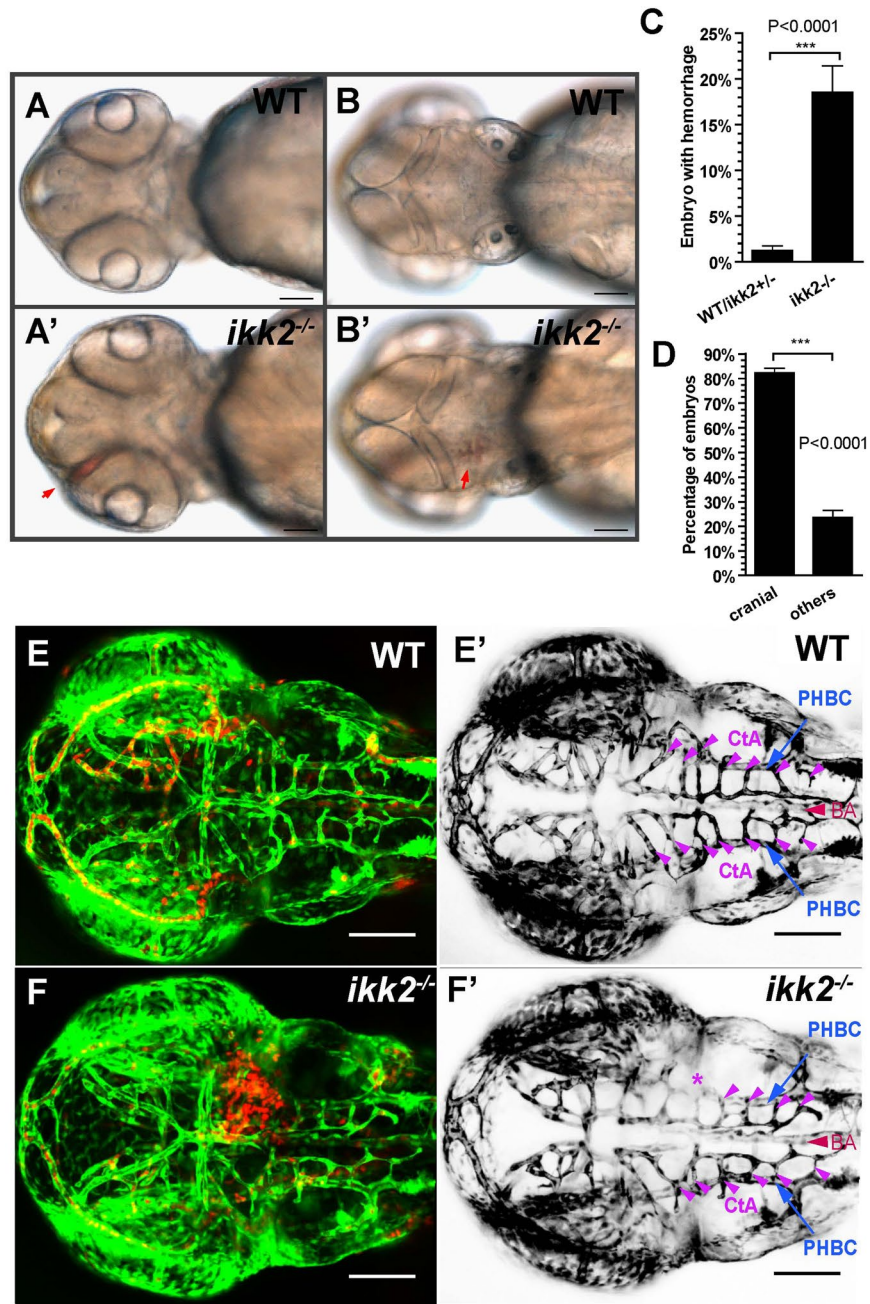 A
WT
B
WT
A'
ikk2-/-
B'
ikk2-/-
C
P<0.0001
***
25%
20%
15%
10%
5%
0%
Embryo with hemorrhage
WT/ikk2+/-
ikk2-/-
D
***
P<0.0001
90%
80%
70%
60%
50%
40%
30%
20%
10%
0%
Percentage of embryos
cranial
others
E
WT
E'
WT
PHBC
CtA
BA
CtA
PHBC
F
ikk2-/-
F'
ikk2-/-
PHBC
*
BA
CtA
PHBC